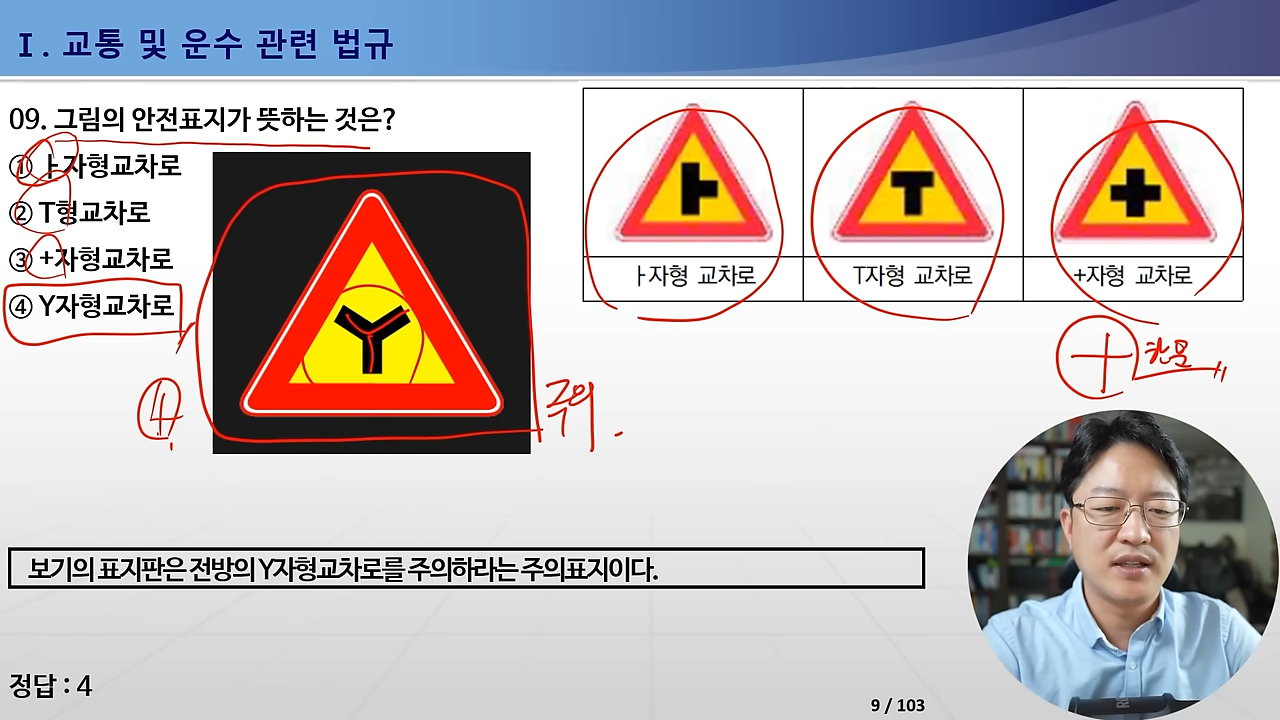 I. 교통 및 운수 관련 법규
09. 그림의 안전표지가 뜻하는 것은?
① ㅏ자형교차로
② T형교차로
③ +자형교차로
④ Y자형교차로
ㅏ자형 교차로
T자형 교차로
+자형 교차로
④
주의
보기의 표지판은 전방의 Y자형교차로를 주의하라는 주의표지이다.
정답 : 4
9 / 103